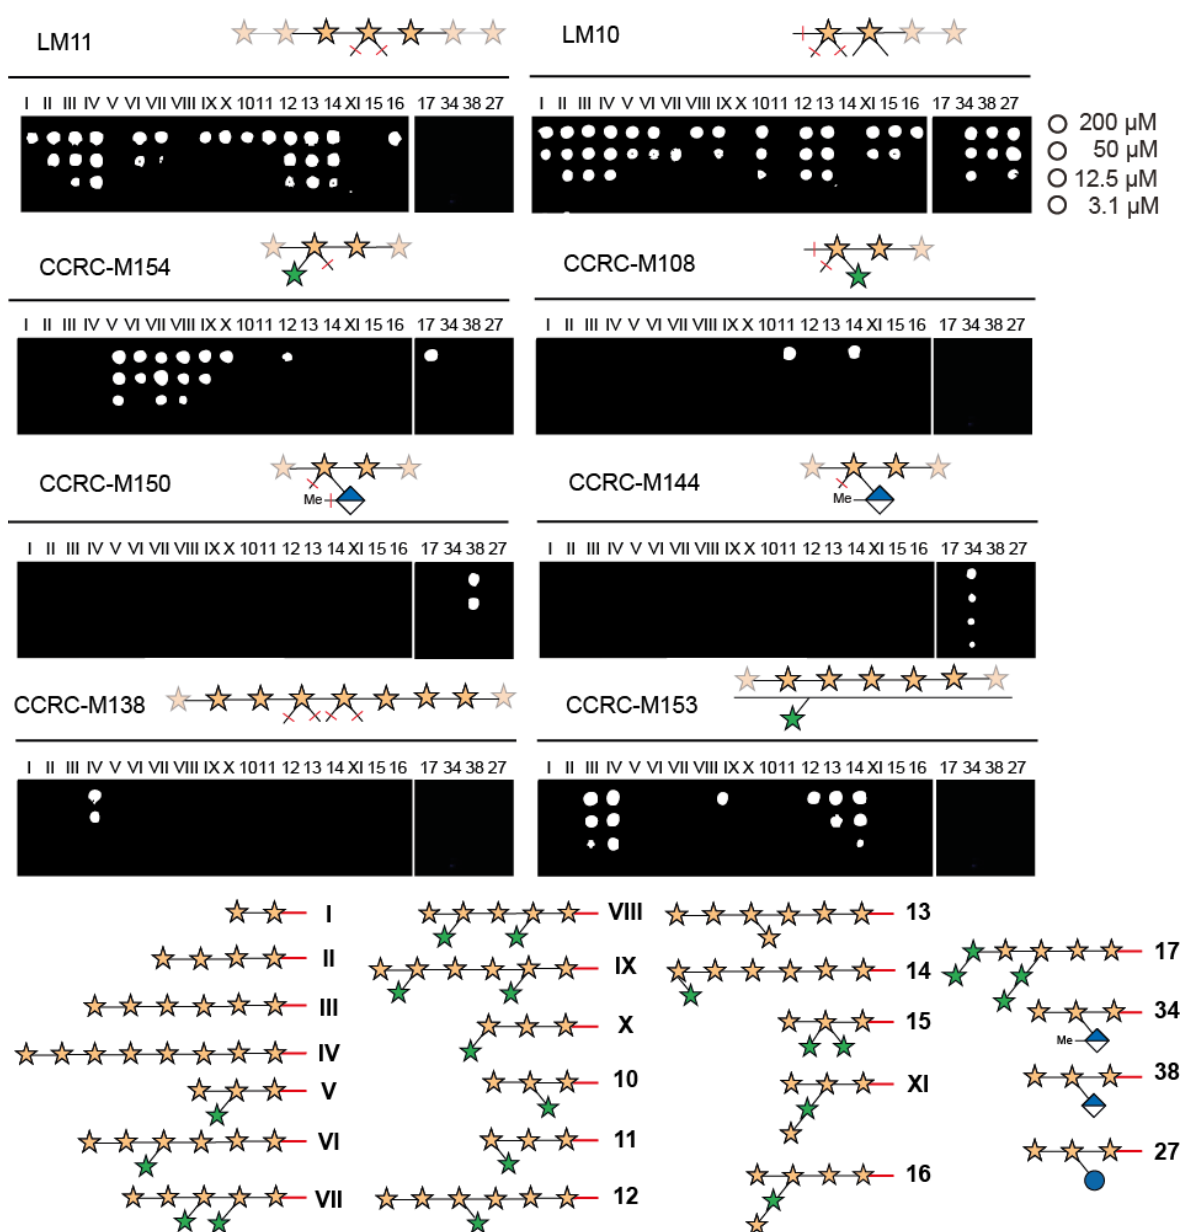 LM11
LM10
I II III IV V VI VII VIII IX X 10 11 12 13 14 XI 15 16 17 34 38 27
I II III IV V VI VII VIII IX X 10 11 12 13 14 XI 15 16 17 34 38 27
200 µM
50 µM
12.5 µM
3.1 µM
CCRC-M154
CCRC-M108
I II III IV V VI VII VIII IX X 10 11 12 13 14 XI 15 16 17 34 38 27
I II III IV V VI VII VIII IX X 10 11 12 13 14 XI 15 16 17 34 38 27
CCRC-M150
Me
CCRC-M144
Me
I II III IV V VI VII VIII IX X 10 11 12 13 14 XI 15 16 17 34 38 27
I II III IV V VI VII VIII IX X 10 11 12 13 14 XI 15 16 17 34 38 27
CCRC-M138
CCRC-M153
I II III IV V VI VII VIII IX X 10 11 12 13 14 XI 15 16 17 34 38 27
I II III IV V VI VII VIII IX X 10 11 12 13 14 XI 15 16 17 34 38 27
I
II
III
IV
V
VI
VII
VIII
IX
X
10
11
12
13
14
15
XI
16
17
34
Me
38
27